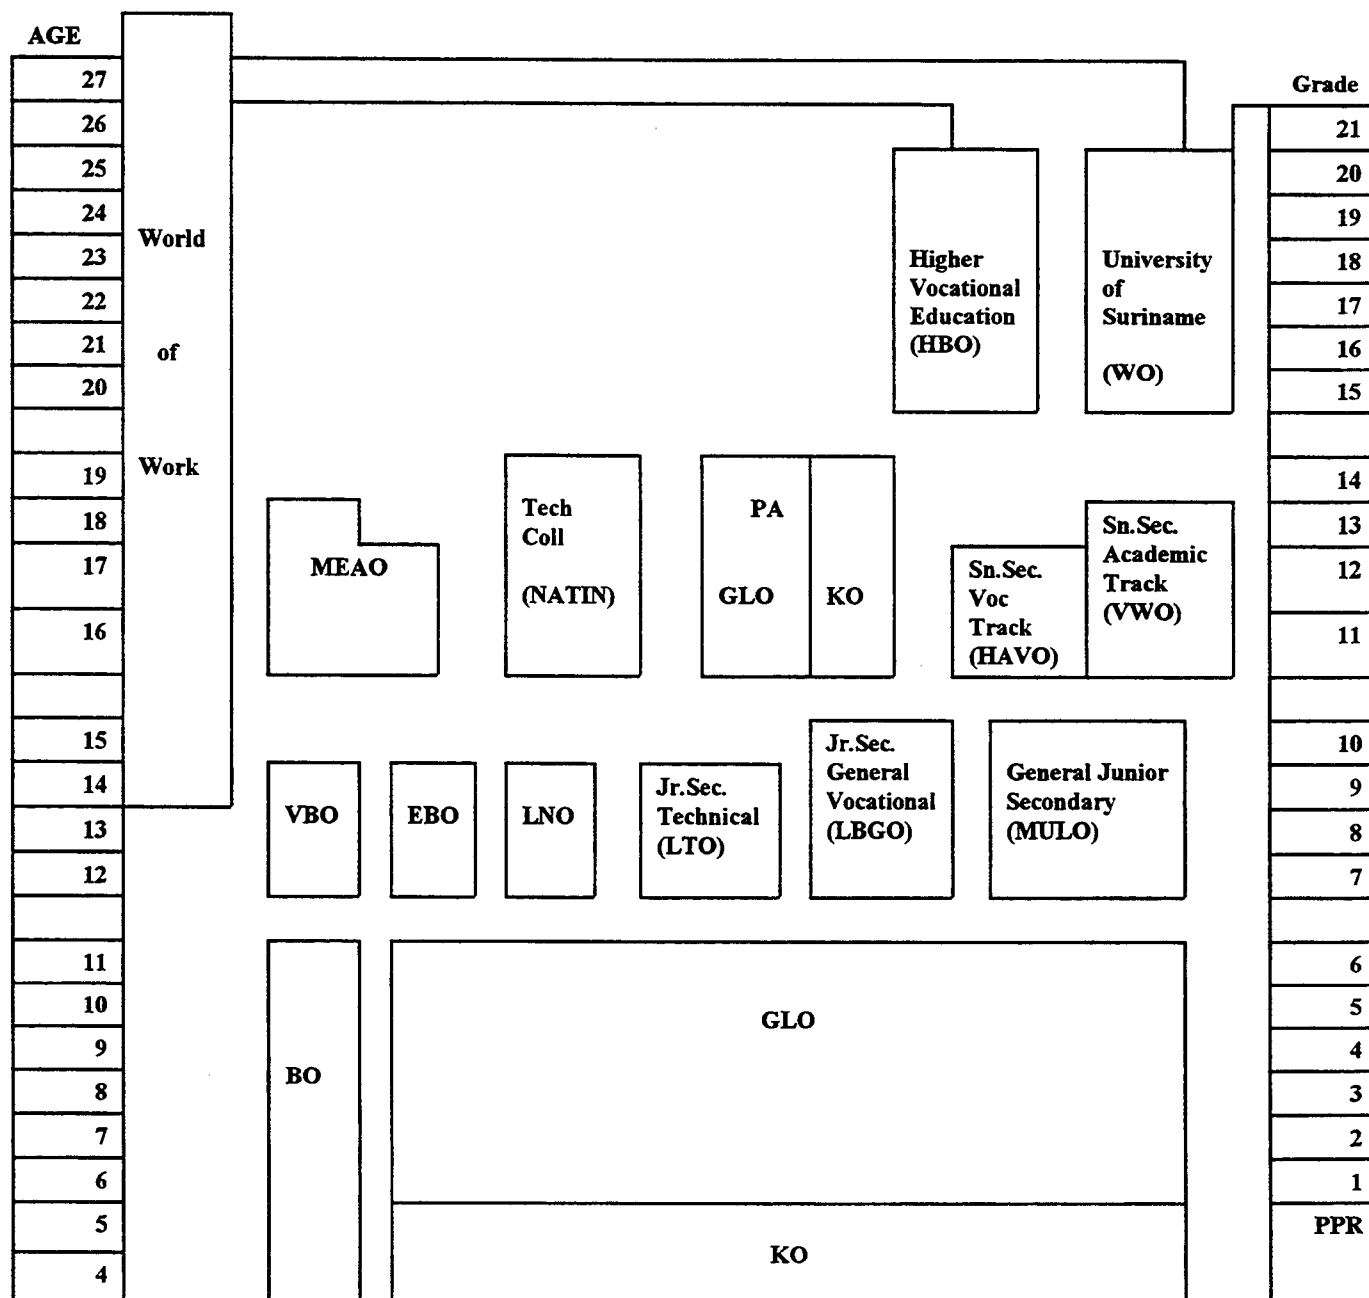 AGE
27
26
25
24
23
22
21
20
19
18
17
16
15
14
13
12
11
10
9
8
7
6
5
4
World
of
Work
Higher
Vocational
Education
(HBO)
University
of
Suriname
(WO)
MEAO
Tech
Coll
(NATIN)
PA
GLO
KO
Sn.Sec.
Voc
Track
(HAVO)
Sn.Sec.
Academic
Track
(VWO)
VBO
EBO
LNO
Jr.Sec.
Technical
(LTO)
Jr.Sec.
General
Vocational
(LBGO)
General Junior
Secondary
(MULO)
BO
GLO
KO
Grade
21
20
19
18
17
16
15
14
13
12
11
10
9
8
7
6
5
4
3
2
1
PPR